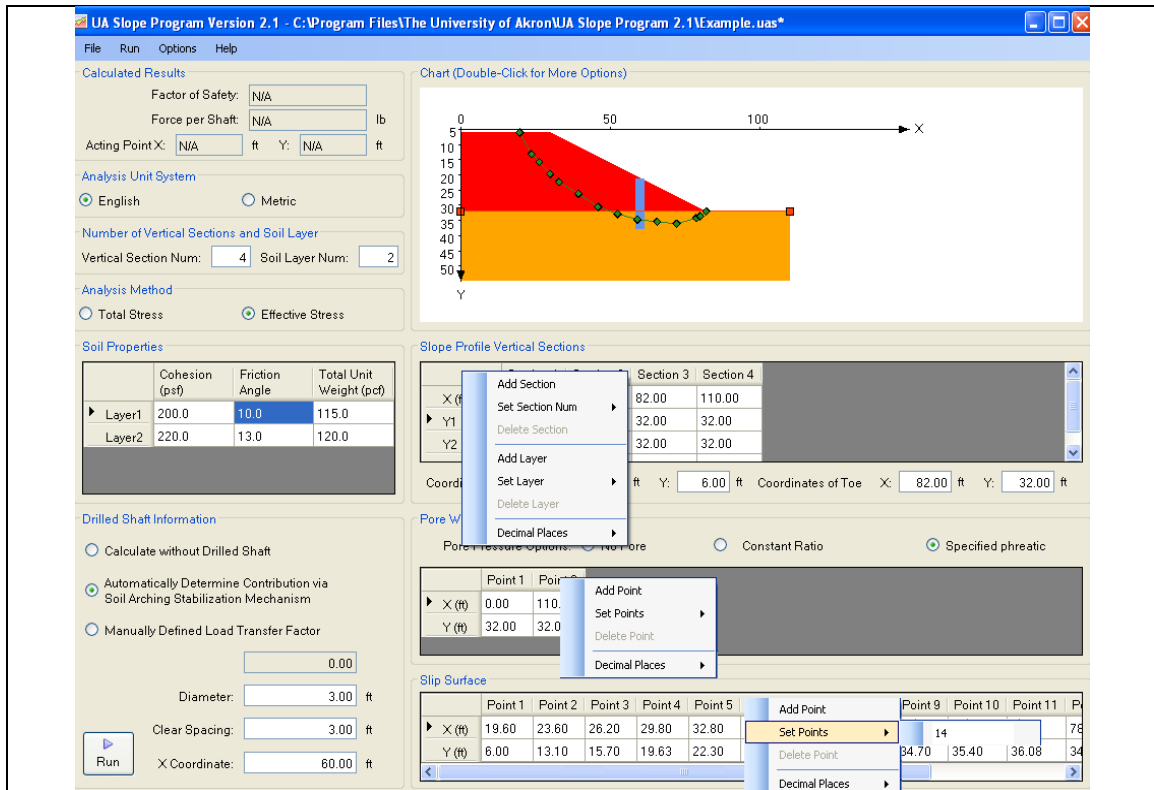 UA Slope Program Version 2.1 - C:\Program Files\The University of Akron\UA Slope Program 2.1\Example.uas*
File Run Options Help
Calculated Results
Factor of Safety: N/A
Force per Shaft: N/A lb
Acting Point X: N/A ft Y: N/A ft
Analysis Unit System
English Metric
Number of Vertical Sections and Soil Layer
Vertical Section Num: 4 Soil Layer Num: 2
Analysis Method
Total Stress Effective Stress
Chart (Double-Click for More Options)
0 50 100
X
5
10
15
20
25
30
35
40
45
50
Y
Soil Properties
Cohesion (psf) Friction Angle Total Unit Weight (pcf)
Layer1 200.0 10.0 115.0
Layer2 220.0 13.0 120.0
Slope Profile Vertical Sections
Section 3 Section 4
X 82.00 110.00
Y1 32.00 32.00
Y2 32.00 32.00
Add Section
Set Section Num
Delete Section
Add Layer
Set Layer
Delete Layer
Decimal Places
ft Y: 6.00 ft Coordinates of Toe X: 82.00 ft Y: 32.00 ft
Drilled Shaft Information
Calculate without Drilled Shaft
Automatically Determine Contribution via
Soil Arching Stabilization Mechanism
Manually Defined Load Transfer Factor
0.00
Diameter: 3.00 ft
Clear Spacing: 3.00 ft
X Coordinate: 60.00 ft
Run
Pore
Constant Ratio Specified phreatic
Point 1
X (ft) 0.00 110.
Y (ft) 32.00 32.0
Add Point
Set Points
Delete Point
Decimal Places
Slip Surface
Point 1 Point 2 Point 3 Point 4 Point 5 Point 9 Point 10 Point 11
X (ft) 19.60 23.60 26.20 29.80 32.80 78
Y (ft) 6.00 13.10 15.70 19.63 22.30 34.70 35.40 36.08 34
Add Point
Set Points 14
Delete Point
Decimal Places